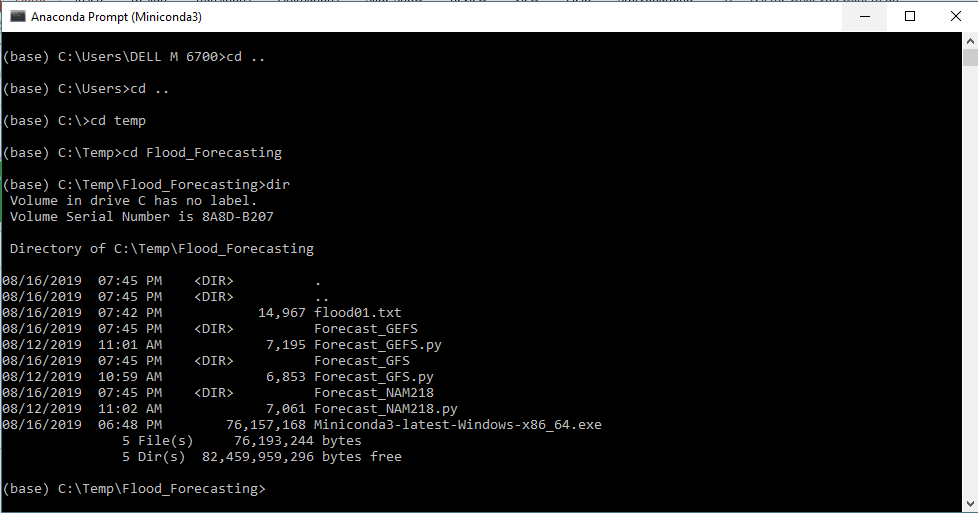 Anaconda Prompt (Miniconda3)
(base) C:\Users\DELL M 6700>cd ..
(base) C:\Users>cd ..
(base) C:\>cd temp
(base) C:\Temp>cd Flood_Forecasting
(base) C:\Temp\Flood_Forecasting>dir
 Volume in drive C has no label.
 Volume Serial Number is 8A8D-B207
 Directory of C:\Temp\Flood_Forecasting
08/16/2019  07:45 PM    <DIR>          .
08/16/2019  07:45 PM    <DIR>          ..
08/16/2019  07:42 PM            14,967 flood01.txt
08/16/2019  07:45 PM    <DIR>          Forecast_GEFS
08/12/2019  11:01 AM             7,195 Forecast_GEFS.py
08/16/2019  07:45 PM    <DIR>          Forecast_GFS
08/12/2019  10:59 AM             6,853 Forecast_GFS.py
08/16/2019  07:45 PM    <DIR>          Forecast_NAM218
08/12/2019  11:02 AM             7,061 Forecast_NAM218.py
08/16/2019  06:48 PM        76,157,168 Miniconda3-latest-Windows-x86_64.exe
               5 File(s)     76,193,244 bytes
               5 Dir(s)  82,459,959,296 bytes free
(base) C:\Temp\Flood_Forecasting>